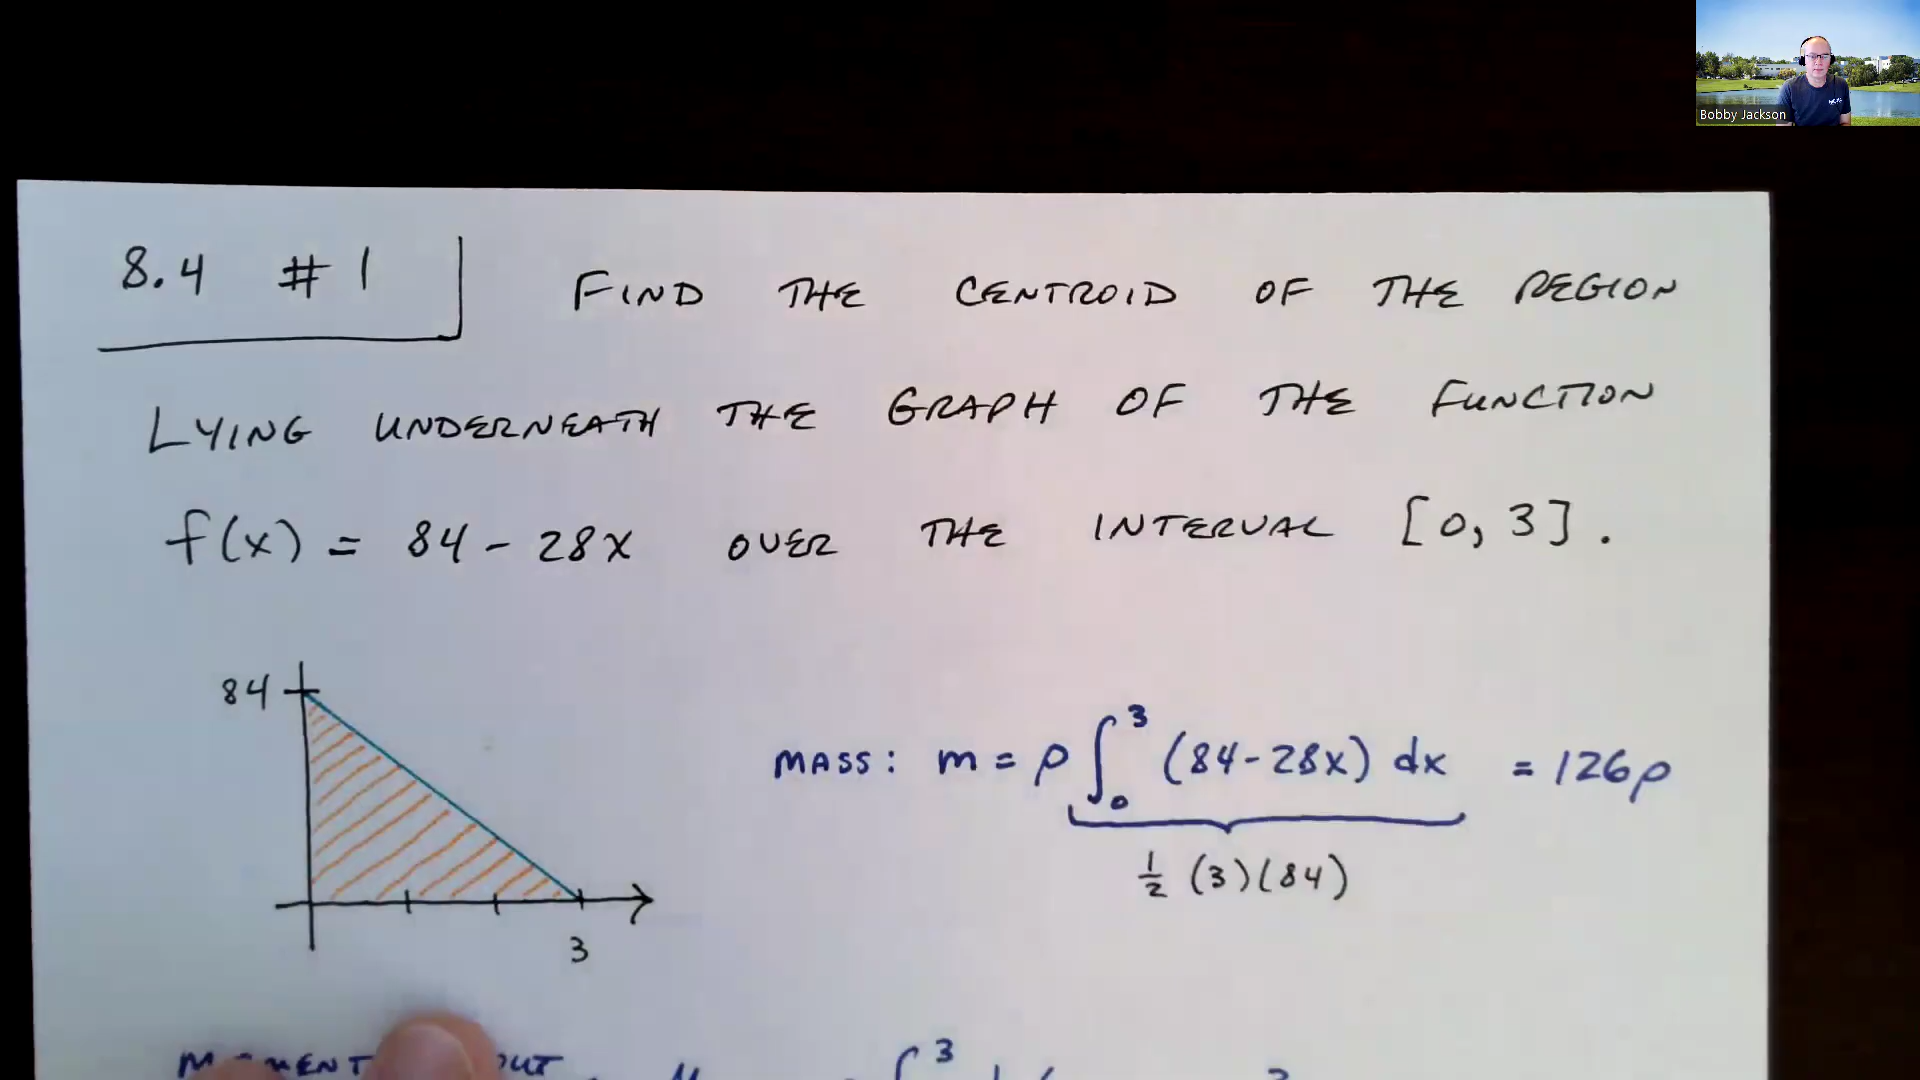 Bobby Jackson
8.4 # 1
FIND THE CENTROID OF THE REGION
LYING UNDERNEATH THE GRAPH OF THE FUNCTION
f(x) = 84 - 28x OVER THE INTERVAL [0, 3].
84
3
MASS: m = ρ ∫₀³ (84-28x) dx = 126ρ
1/2 (3)(84)
3